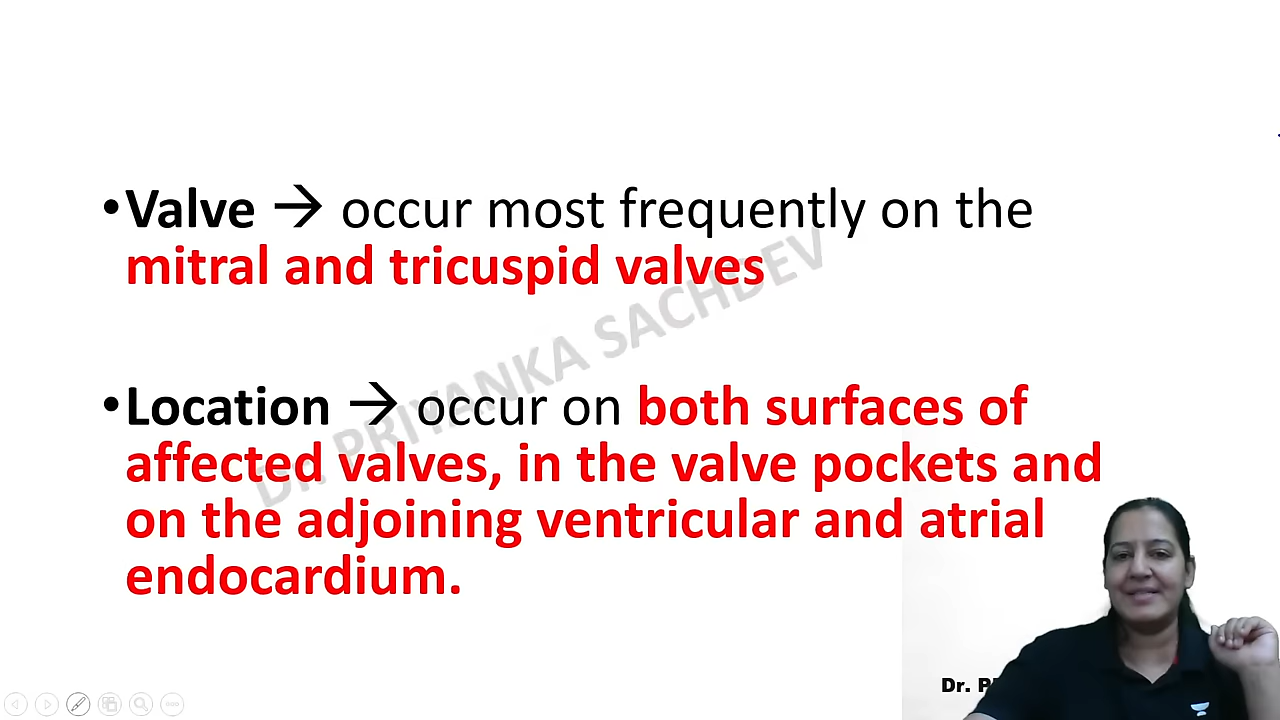 •Valve → occur most frequently on the
mitral and tricuspid valves
•Location → occur on both surfaces of
affected valves, in the valve pockets and
on the adjoining ventricular and atrial
endocardium.
Dr. PRIYANKA SACHDEV
Dr. P